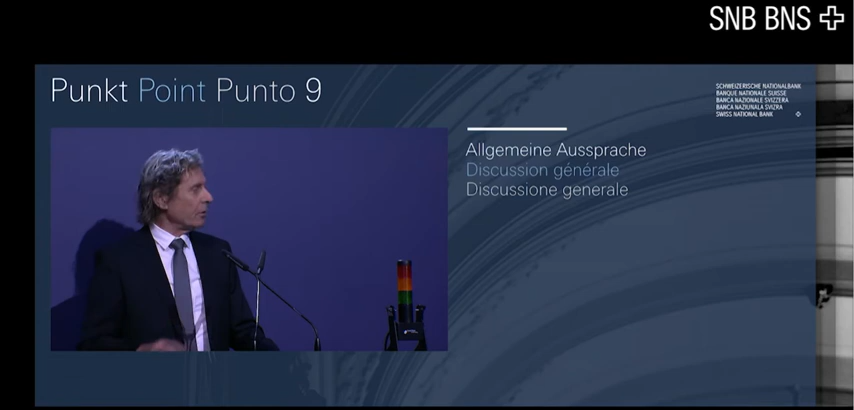 SNB BNS
Punkt Point Punto 9
SCHWEIZERISCHE NATIONALBANK
BANQUE NATIONALE SUISSE
BANCA NAZIONALE SVIZZERA
BANCA NAZIUNALA SVIZRA
SWISS NATIONAL BANK
Allgemeine Aussprache
Discussion générale
Discussione generale